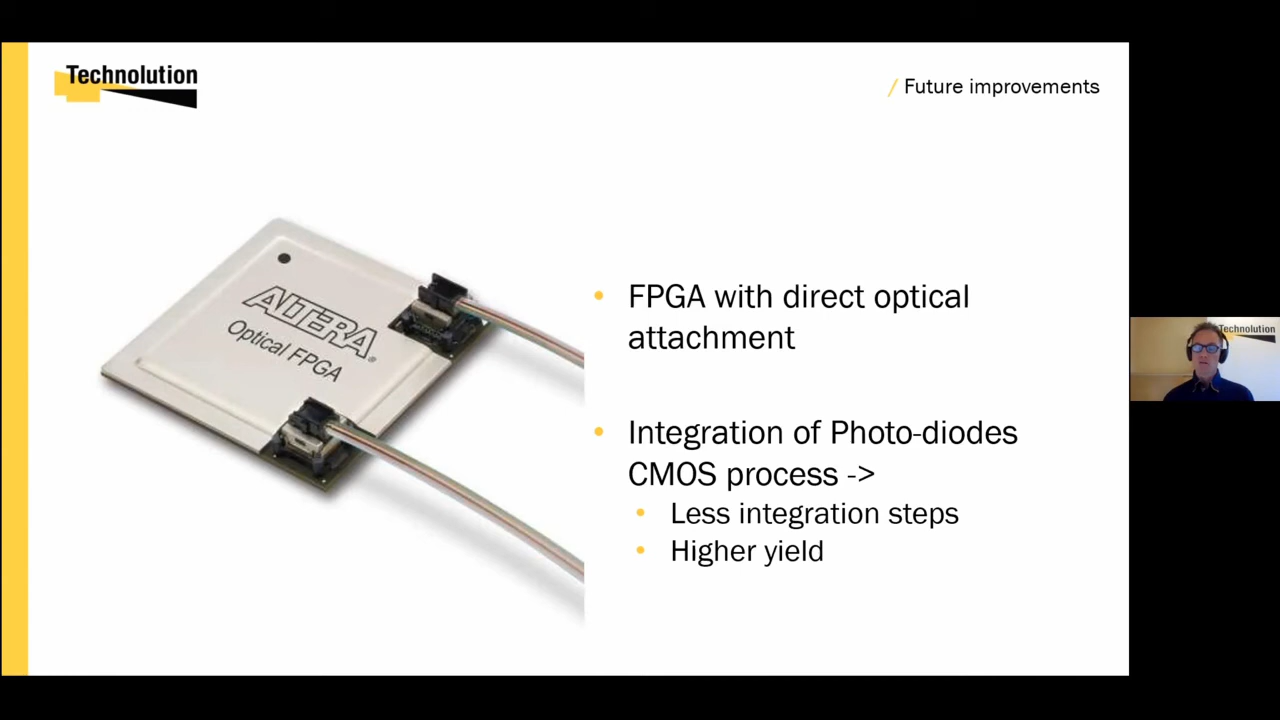 Technolution
/ Future improvements
ALTERA®
Optical FPGA
• FPGA with direct optical
attachment
• Integration of Photo-diodes
CMOS process ->
• Less integration steps
• Higher yield
Technolution